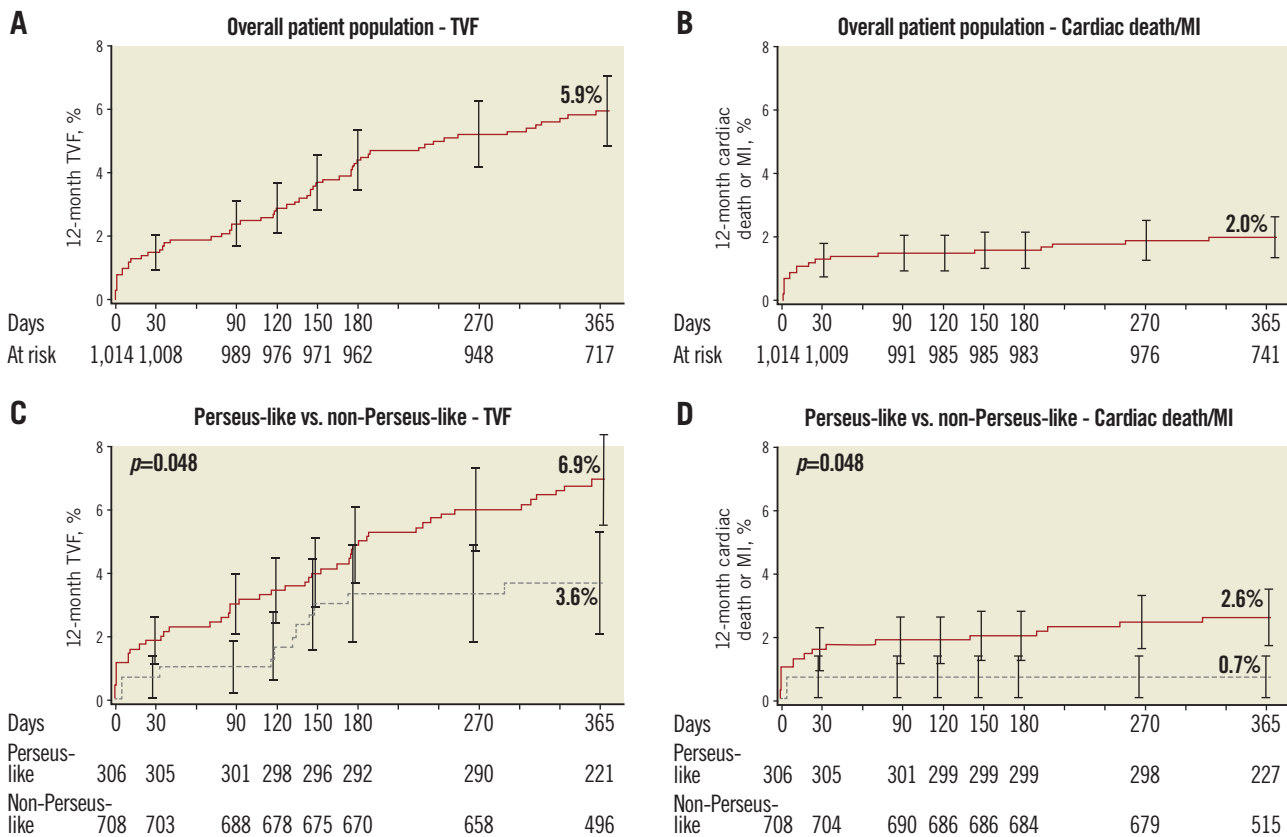 A
Overall patient population - TVF
12-month TVF, %
8
6
4
2
0
5.9%
Days 0 30 90 120 150 180 270 365
At risk 1,014 1,008 989 976 971 962 948 717
B
Overall patient population - Cardiac death/MI
12-month cardiac
death or MI, %
8
6
4
2
0
2.0%
Days 0 30 90 120 150 180 270 365
At risk 1,014 1,009 991 985 985 983 976 741
C
Perseus-like vs. non-Perseus-like - TVF
12-month TVF, %
8
6
4
2
0
p=0.048
6.9%
3.6%
Days 0 30 90 120 150 180 270 365
Perseus-
like 306 305 301 298 296 292 290 221
Non-Perseus-
like 708 703 688 678 675 670 658 496
D
Perseus-like vs. non-Perseus-like - Cardiac death/MI
12-month cardiac
death or MI, %
8
6
4
2
0
p=0.048
2.6%
0.7%
Days 0 30 90 120 150 180 270 365
Perseus-
like 306 305 301 299 299 299 298 227
Non-Perseus-
like 708 704 690 686 686 684 679 515